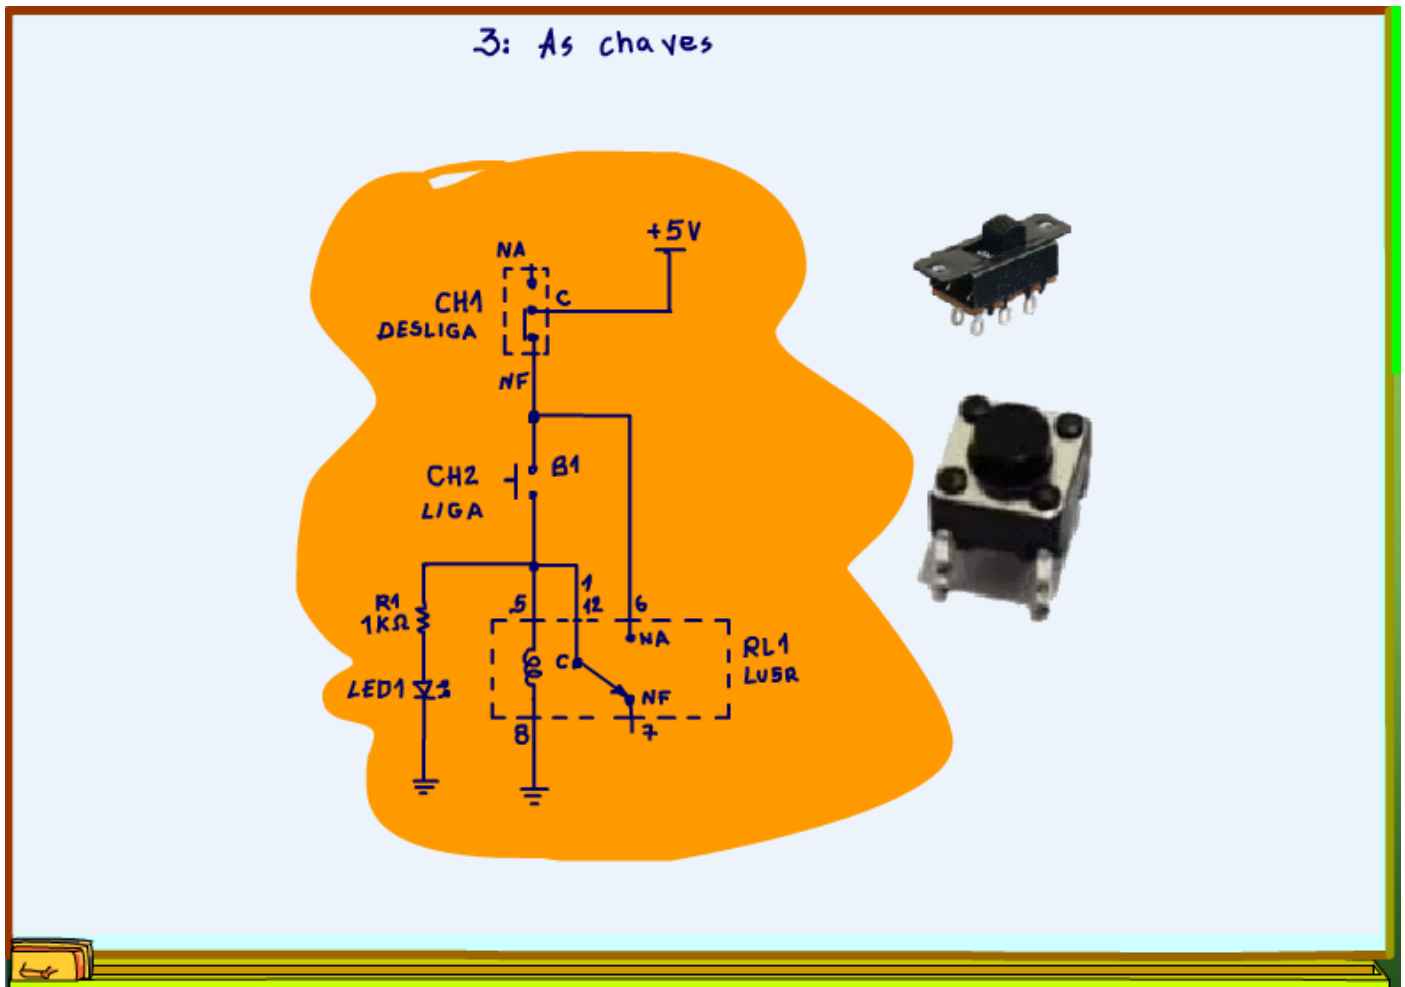 3: As chaves
+5V
NA
C
CH1
DESLIGA
NF
CH2
B1
LIGA
1
R1
5
12
6
1KΩ
NA
C
RL1
LU5R
LED1
NF
8
7